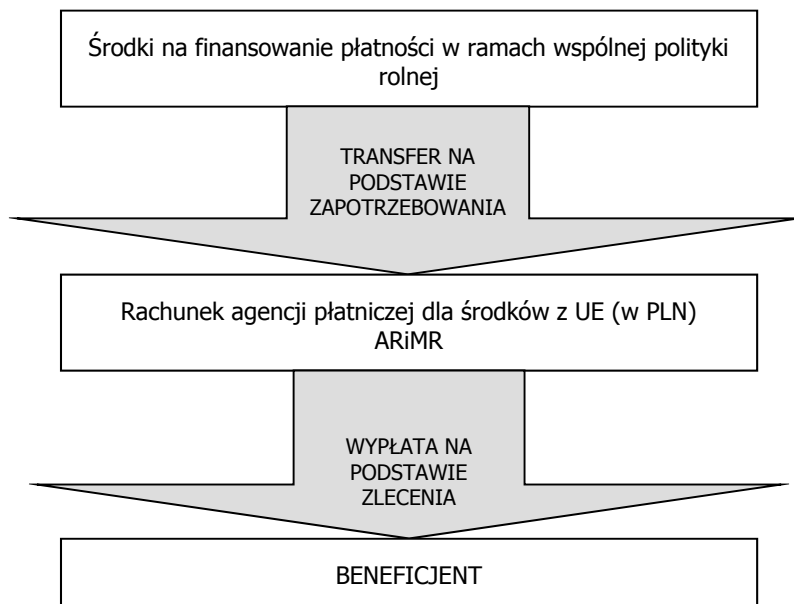 Środki na finansowanie płatności w ramach wspólnej polityki
rolnej
TRANSFER NA
PODSTAWIE
ZAPOTRZEBOWANIA
Rachunek agencji płatniczej dla środków z UE (w PLN)
ARiMR
WYPŁATA NA
PODSTAWIE
ZLECENIA
BENEFICJENT